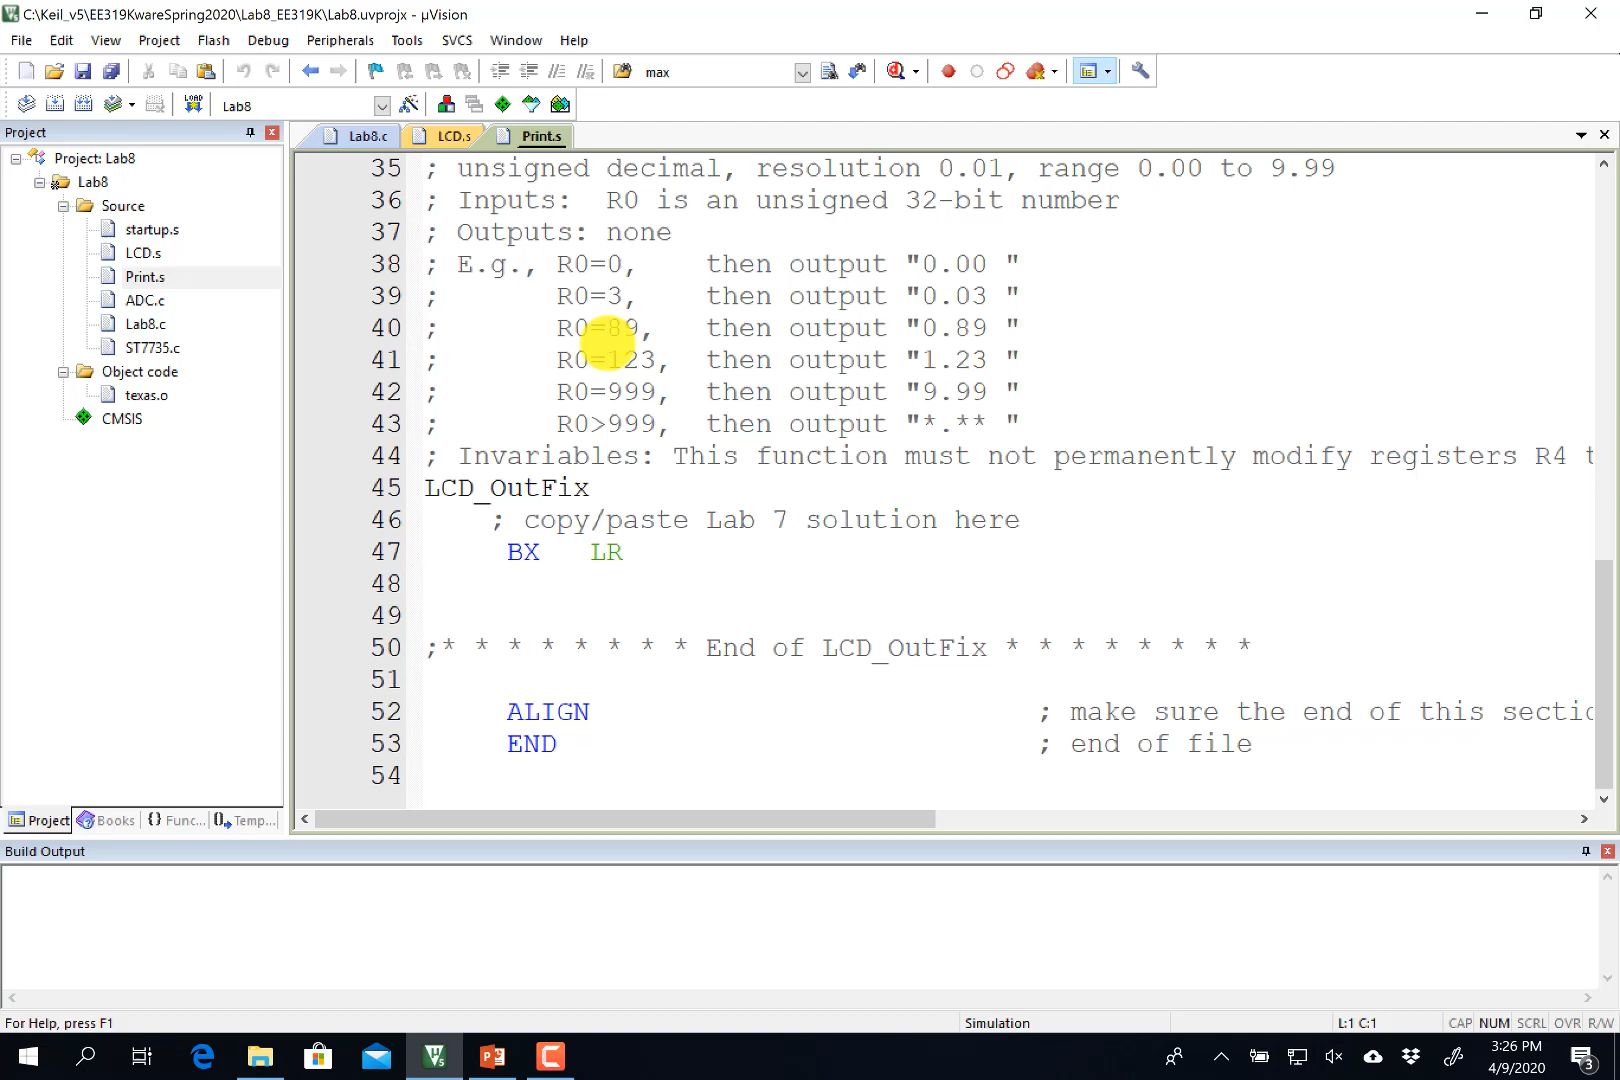 C:\Keil_v5\EE319KwareSpring2020\Lab8_EE319K\Lab8.uvprojx - µVision
File Edit View Project Flash Debug Peripherals Tools SVCS Window Help
max
LOAD Lab8
Project
Project: Lab8
Lab8
Source
startup.s
LCD.s
Print.s
ADC.c
Lab8.c
ST7735.c
Object code
texas.o
CMSIS
Project Books {} Func... Temp...
Lab8.c LCD.s Print.s
35 ; unsigned decimal, resolution 0.01, range 0.00 to 9.99
36 ; Inputs: R0 is an unsigned 32-bit number
37 ; Outputs: none
38 ; E.g., R0=0, then output "0.00 "
39 ; R0=3, then output "0.03 "
40 ; R0=89, then output "0.89 "
41 ; R0=123, then output "1.23 "
42 ; R0=999, then output "9.99 "
43 ; R0>999, then output "*.** "
44 ; Invariables: This function must not permanently modify registers R4 t
45 LCD_OutFix
46 ; copy/paste Lab 7 solution here
47 BX LR
48
49
50 ;* * * * * * * * End of LCD_OutFix * * * * * * * *
51
52 ALIGN ; make sure the end of this sectio
53 END ; end of file
54
Build Output
For Help, press F1 Simulation L:1 C:1 CAP NUM SCRL OVR R/W
3:26 PM
4/9/2020
3